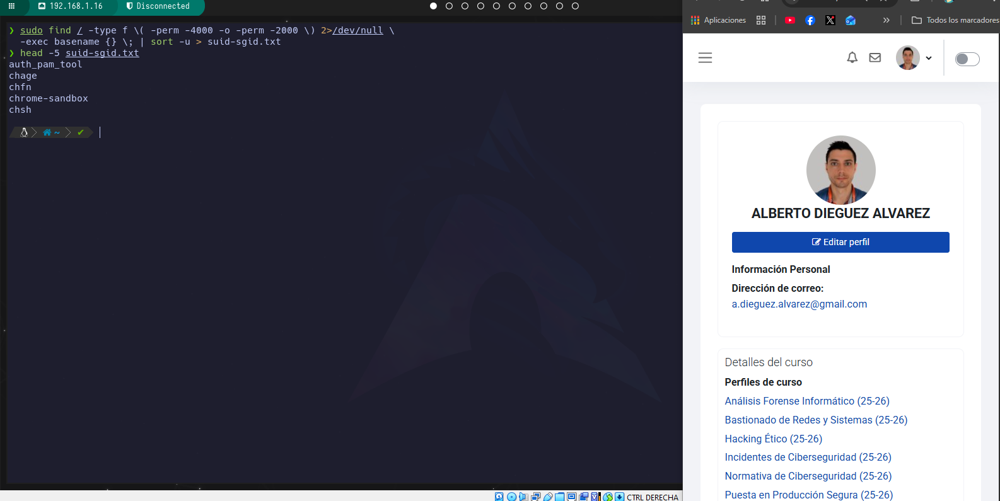 192.168.1.16 Disconnected
❯ sudo find / -type f \( -perm -4000 -o -perm -2000 \) 2>/dev/null \
-exec basename {} \; | sort -u > suid-sgid.txt
❯ head -5 suid-sgid.txt
auth_pam_tool
chage
chfn
chrome-sandbox
chsh
~
CTRL DERECHA
Aplicaciones
Todos los marcadores
ALBERTO DIEGUEZ ALVAREZ
Editar perfil
Información Personal
Dirección de correo:
a.dieguez.alvarez@gmail.com
Detalles del curso
Perfiles de curso
Análisis Forense Informático (25-26)
Bastionado de Redes y Sistemas (25-26)
Hacking Ético (25-26)
Incidentes de Ciberseguridad (25-26)
Normativa de Ciberseguridad (25-26)
Puesta en Producción Segura (25-26)